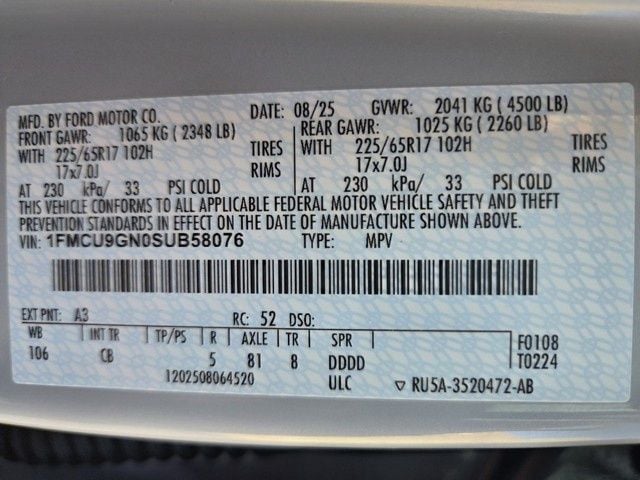 MFD. BY FORD MOTOR CO. DATE: 08/25 GVWR: 2041 KG ( 4500 LB)
FRONT GAWR: 1065 KG ( 2348 LB) REAR GAWR: 1025 KG ( 2260 LB)
WITH 225/65R17 102H TIRES WITH 225/65R17 102H TIRES
17x7.0J RIMS 17x7.0J RIMS
AT 230 kPa/ 33 PSI COLD AT 230 kPa/ 33 PSI COLD
THIS VEHICLE CONFORMS TO ALL APPLICABLE FEDERAL MOTOR VEHICLE SAFETY AND THEFT
PREVENTION STANDARDS IN EFFECT ON THE DATE OF MANUFACTURE SHOWN ABOVE.
VIN: 1FMCU9GN0SUB58076 TYPE: MPV
EXT PNT: A3 RC: 52 DSO:
WB INT TR TP/PS R AXLE TR SPR F0108
106 CB 5 81 8 DDDD T0224
1202508064520 ULC ▽ RU5A-3520472-AB